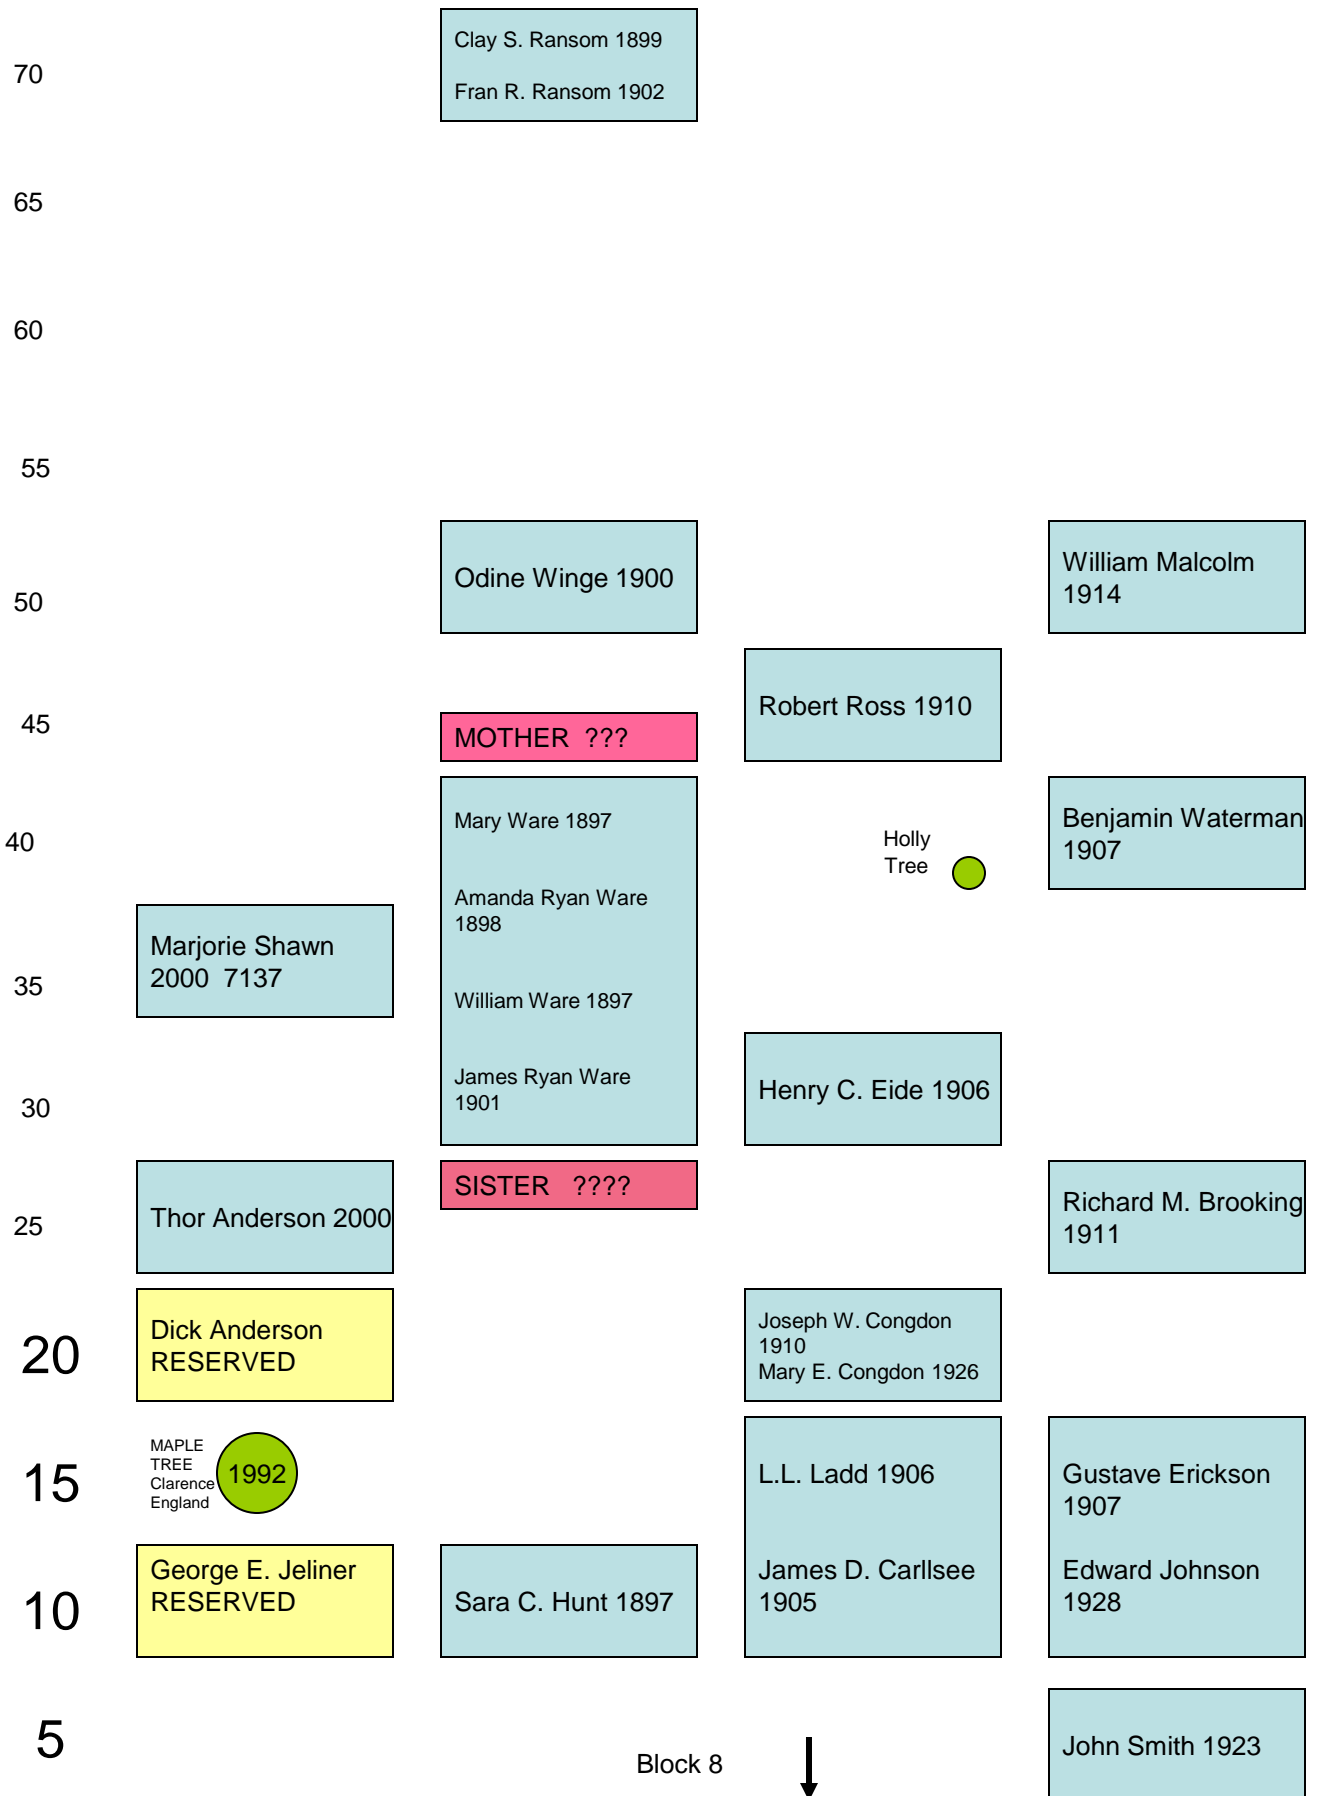 Clay S. Ransom 1899
70
Fran R. Ransom 1902
65
60
55
Odine Winge 1900
William Malcolm
1914
50
Robert Ross 1910
45
MOTHER ???
Mary Ware 1897
Benjamin Waterman
1907
40
Holly
Tree
Amanda Ryan Ware
1898
Marjorie Shawn
2000 7137
35
William Ware 1897
James Ryan Ware
1901
Henry C. Eide 1906
30
SISTER ????
Thor Anderson 2000
Richard M. Brooking
1911
25
Dick Anderson
RESERVED
Joseph W. Congdon
1910
Mary E. Congdon 1926
20
MAPLE
TREE
Clarence
England
1992
15
L.L. Ladd 1906
Gustave Erickson
1907
George E. Jeliner
RESERVED
10
Sara C. Hunt 1897
James D. Carllsee
1905
Edward Johnson
1928
5
Block 8
John Smith 1923